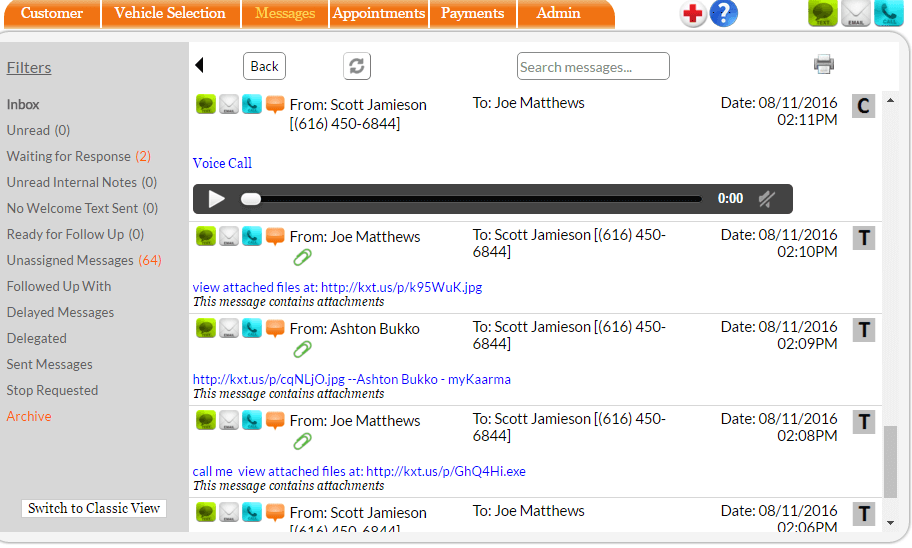 Customer Vehicle Selection Messages Appointments Payments Admin
TEXT EMAIL CALL
Filters
Inbox
Unread (0)
Waiting for Response (2)
Unread Internal Notes (0)
No Welcome Text Sent (0)
Ready for Follow Up (0)
Unassigned Messages (64)
Followed Up With
Delayed Messages
Delegated
Sent Messages
Stop Requested
Archive
Switch to Classic View
Back Search messages...
From: Scott Jamieson To: Joe Matthews Date: 08/11/2016 C
[(616) 450-6844] 02:11PM
Voice Call
0:00
From: Joe Matthews To: Scott Jamieson [(616) 450- Date: 08/11/2016 T
6844] 02:10PM
view attached files at: http://kxt.us/p/k95WuK.jpg
This message contains attachments
From: Ashton Bukko To: Scott Jamieson [(616) 450- Date: 08/11/2016 T
6844] 02:09PM
http://kxt.us/p/cqNLjO.jpg --Ashton Bukko - myKaarma
This message contains attachments
From: Joe Matthews To: Scott Jamieson [(616) 450- Date: 08/11/2016 T
6844] 02:08PM
call me view attached files at: http://kxt.us/p/GhQ4Hi.exe
This message contains attachments
From: Scott Jamieson To: Joe Matthews Date: 08/11/2016 T
[(616) 450-6844] 02:06PM